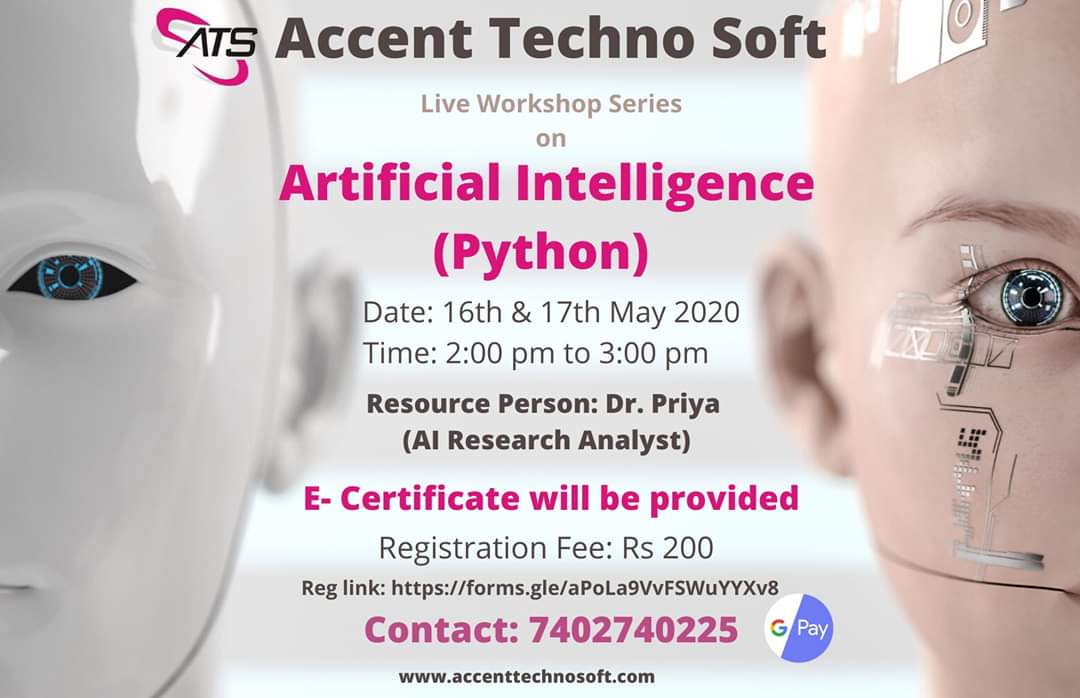 ATS Accent Techno Soft
Live Workshop Series
on
Artificial Intelligence
(Python)
Date: 16th & 17th May 2020
Time: 2:00 pm to 3:00 pm
Resource Person: Dr. Priya
(AI Research Analyst)
E- Certificate will be provided
Registration Fee: Rs 200
Reg link: https://forms.gle/aPoLa9VvFSWuYYXv8
Contact: 7402740225
G Pay
www.accenttechnosoft.com